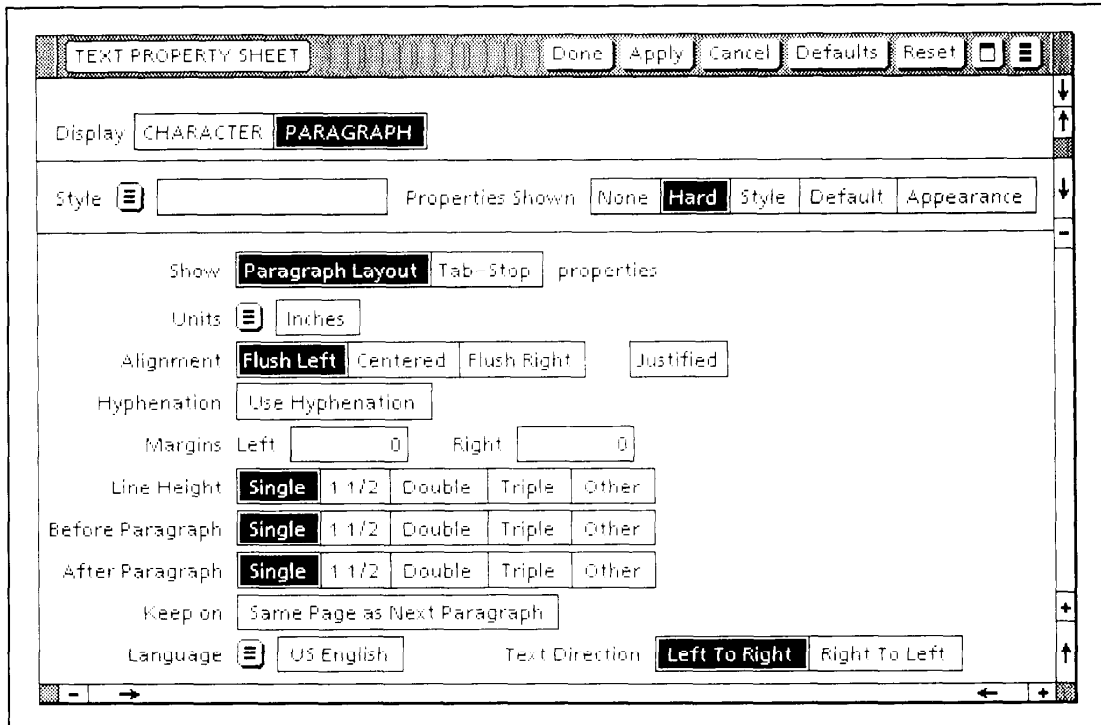 TEXT PROPERTY SHEET Done Apply Cancel Defaults Reset
Display CHARACTER PARAGRAPH
Style Properties Shown None Hard Style Default Appearance
Show Paragraph Layout Tab-Stop properties
Units Inches
Alignment Flush Left Centered Flush Right Justified
Hyphenation Use Hyphenation
Margins Left 0 Right 0
Line Height Single 1 1/2 Double Triple Other
Before Paragraph Single 1 1/2 Double Triple Other
After Paragraph Single 1 1/2 Double Triple Other
Keep on Same Page as Next Paragraph
Language US English Text Direction Left To Right Right To Left